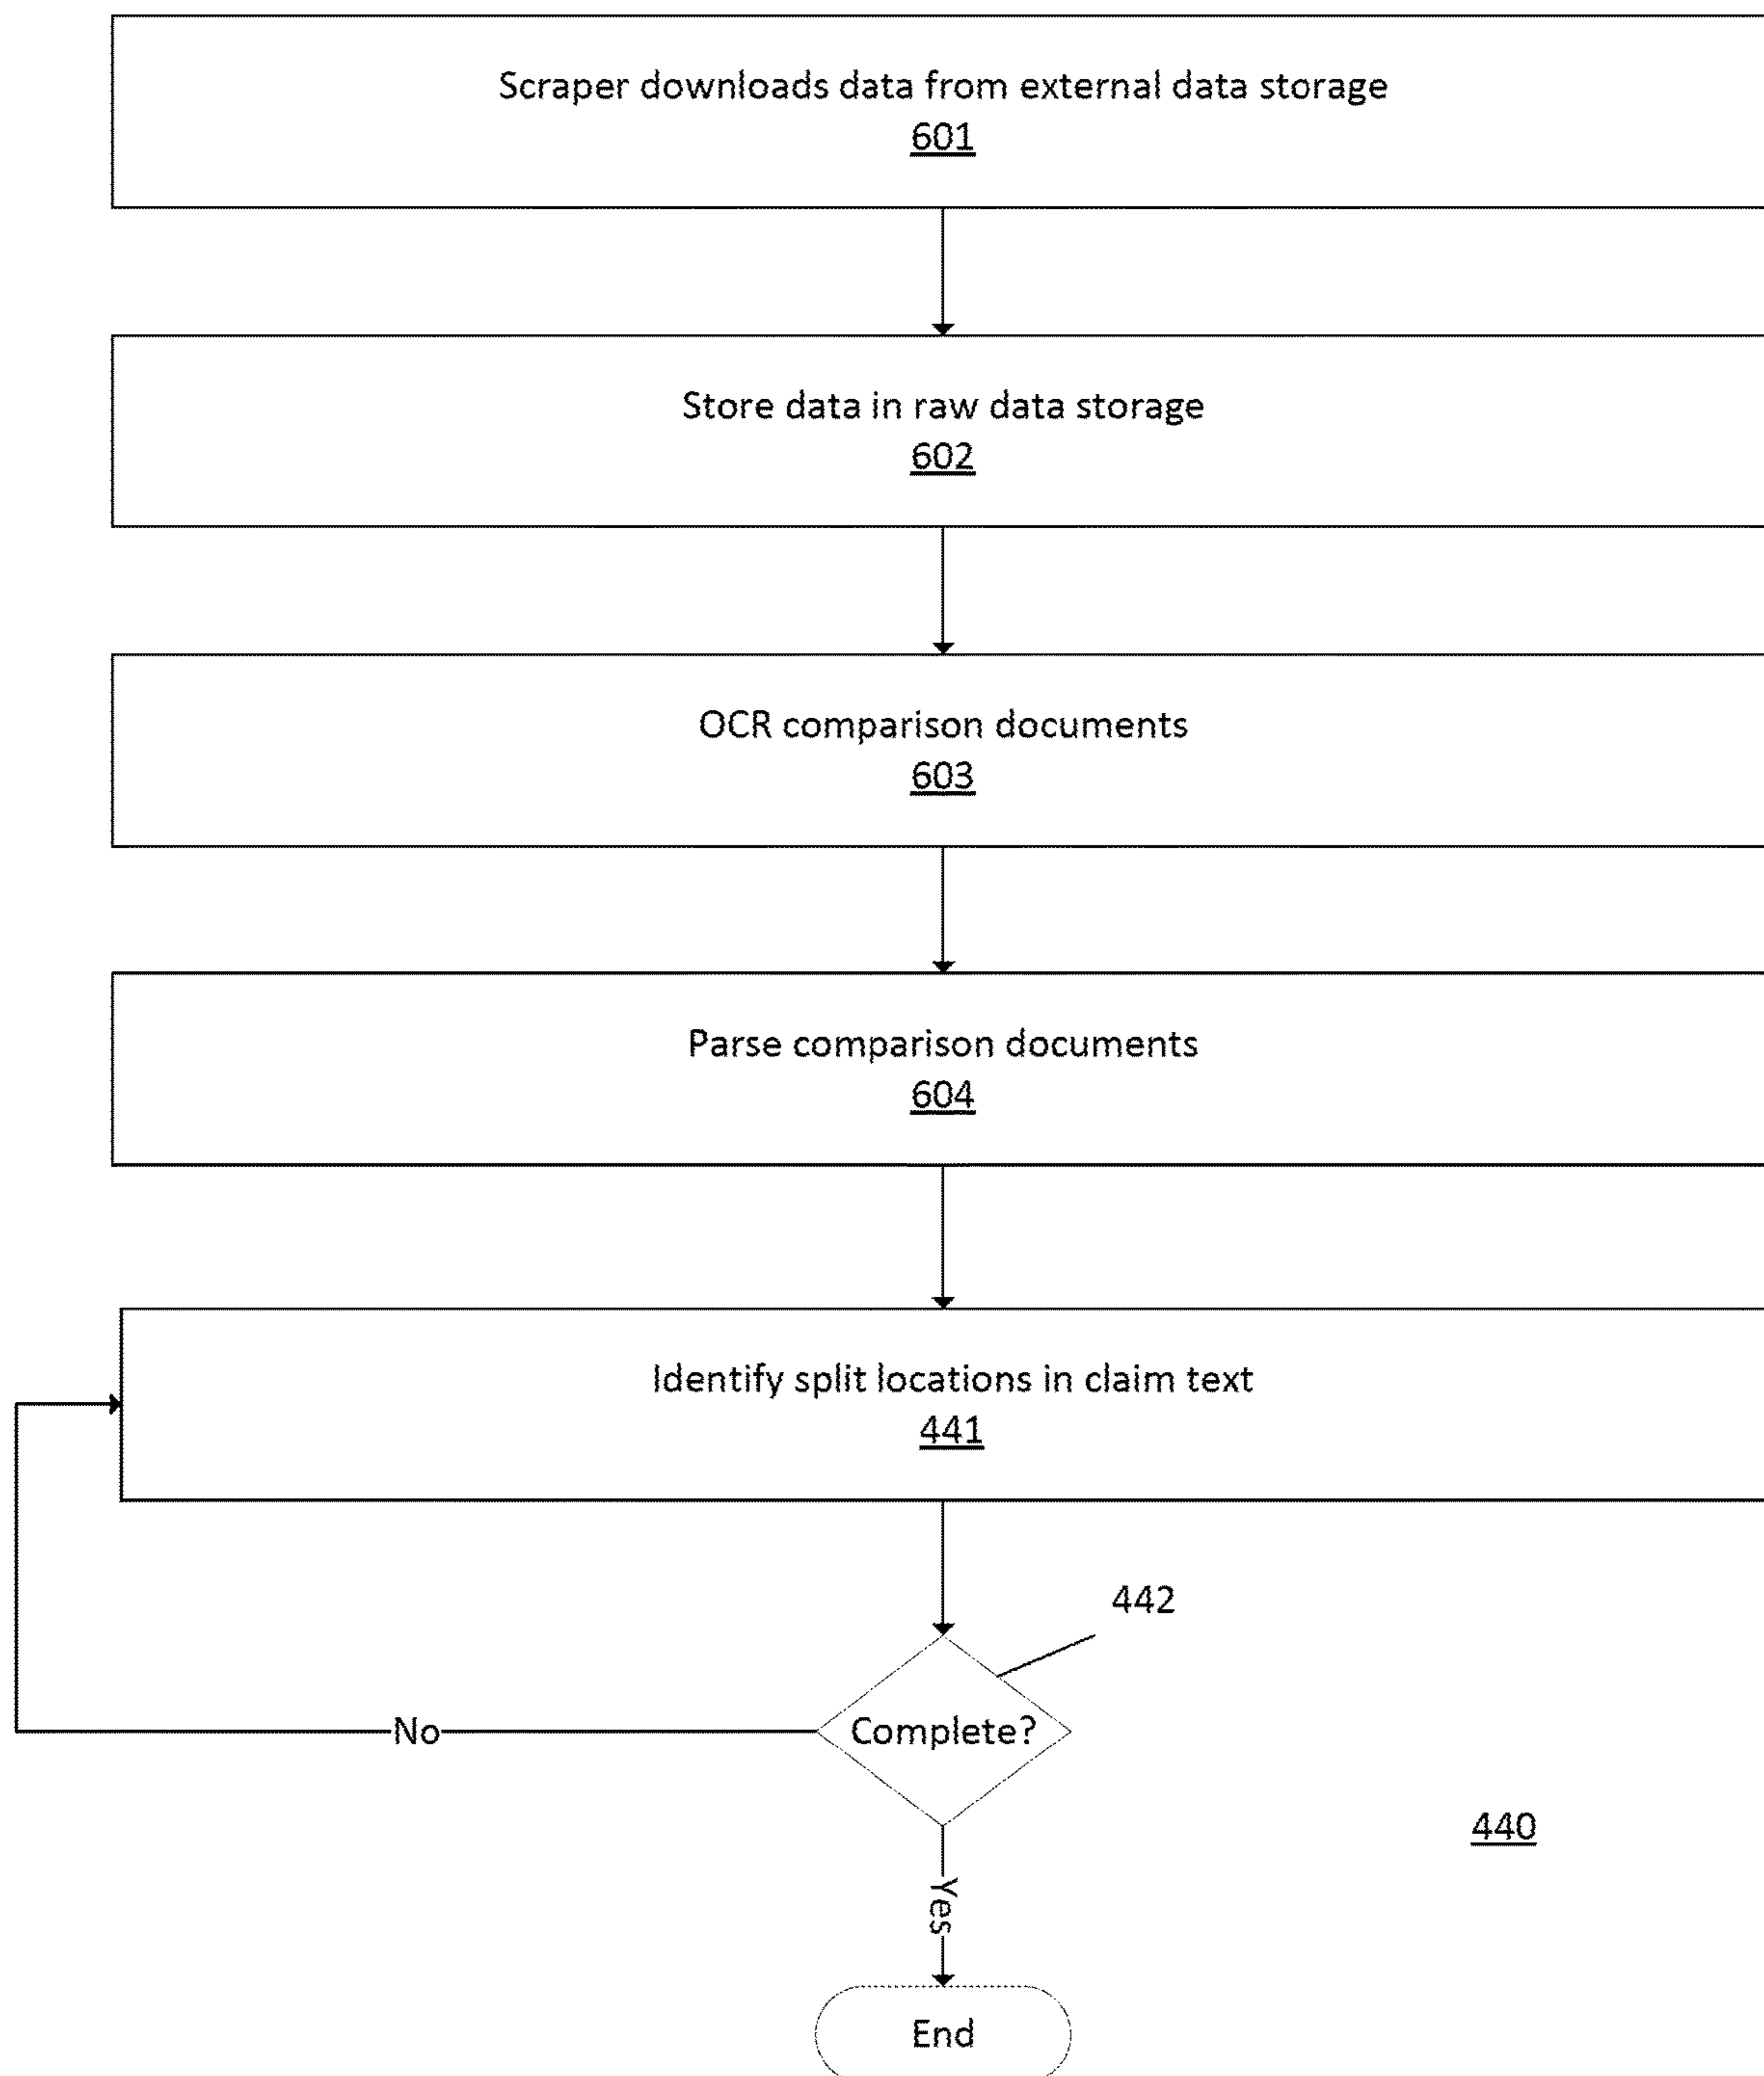 Scraper downloads data from external data storage
601
Store data in raw data storage
602
OCR comparison documents
603
Parse comparison documents
604
Identify split locations in claim text
441
442
Complete?
No
440
Yes
End